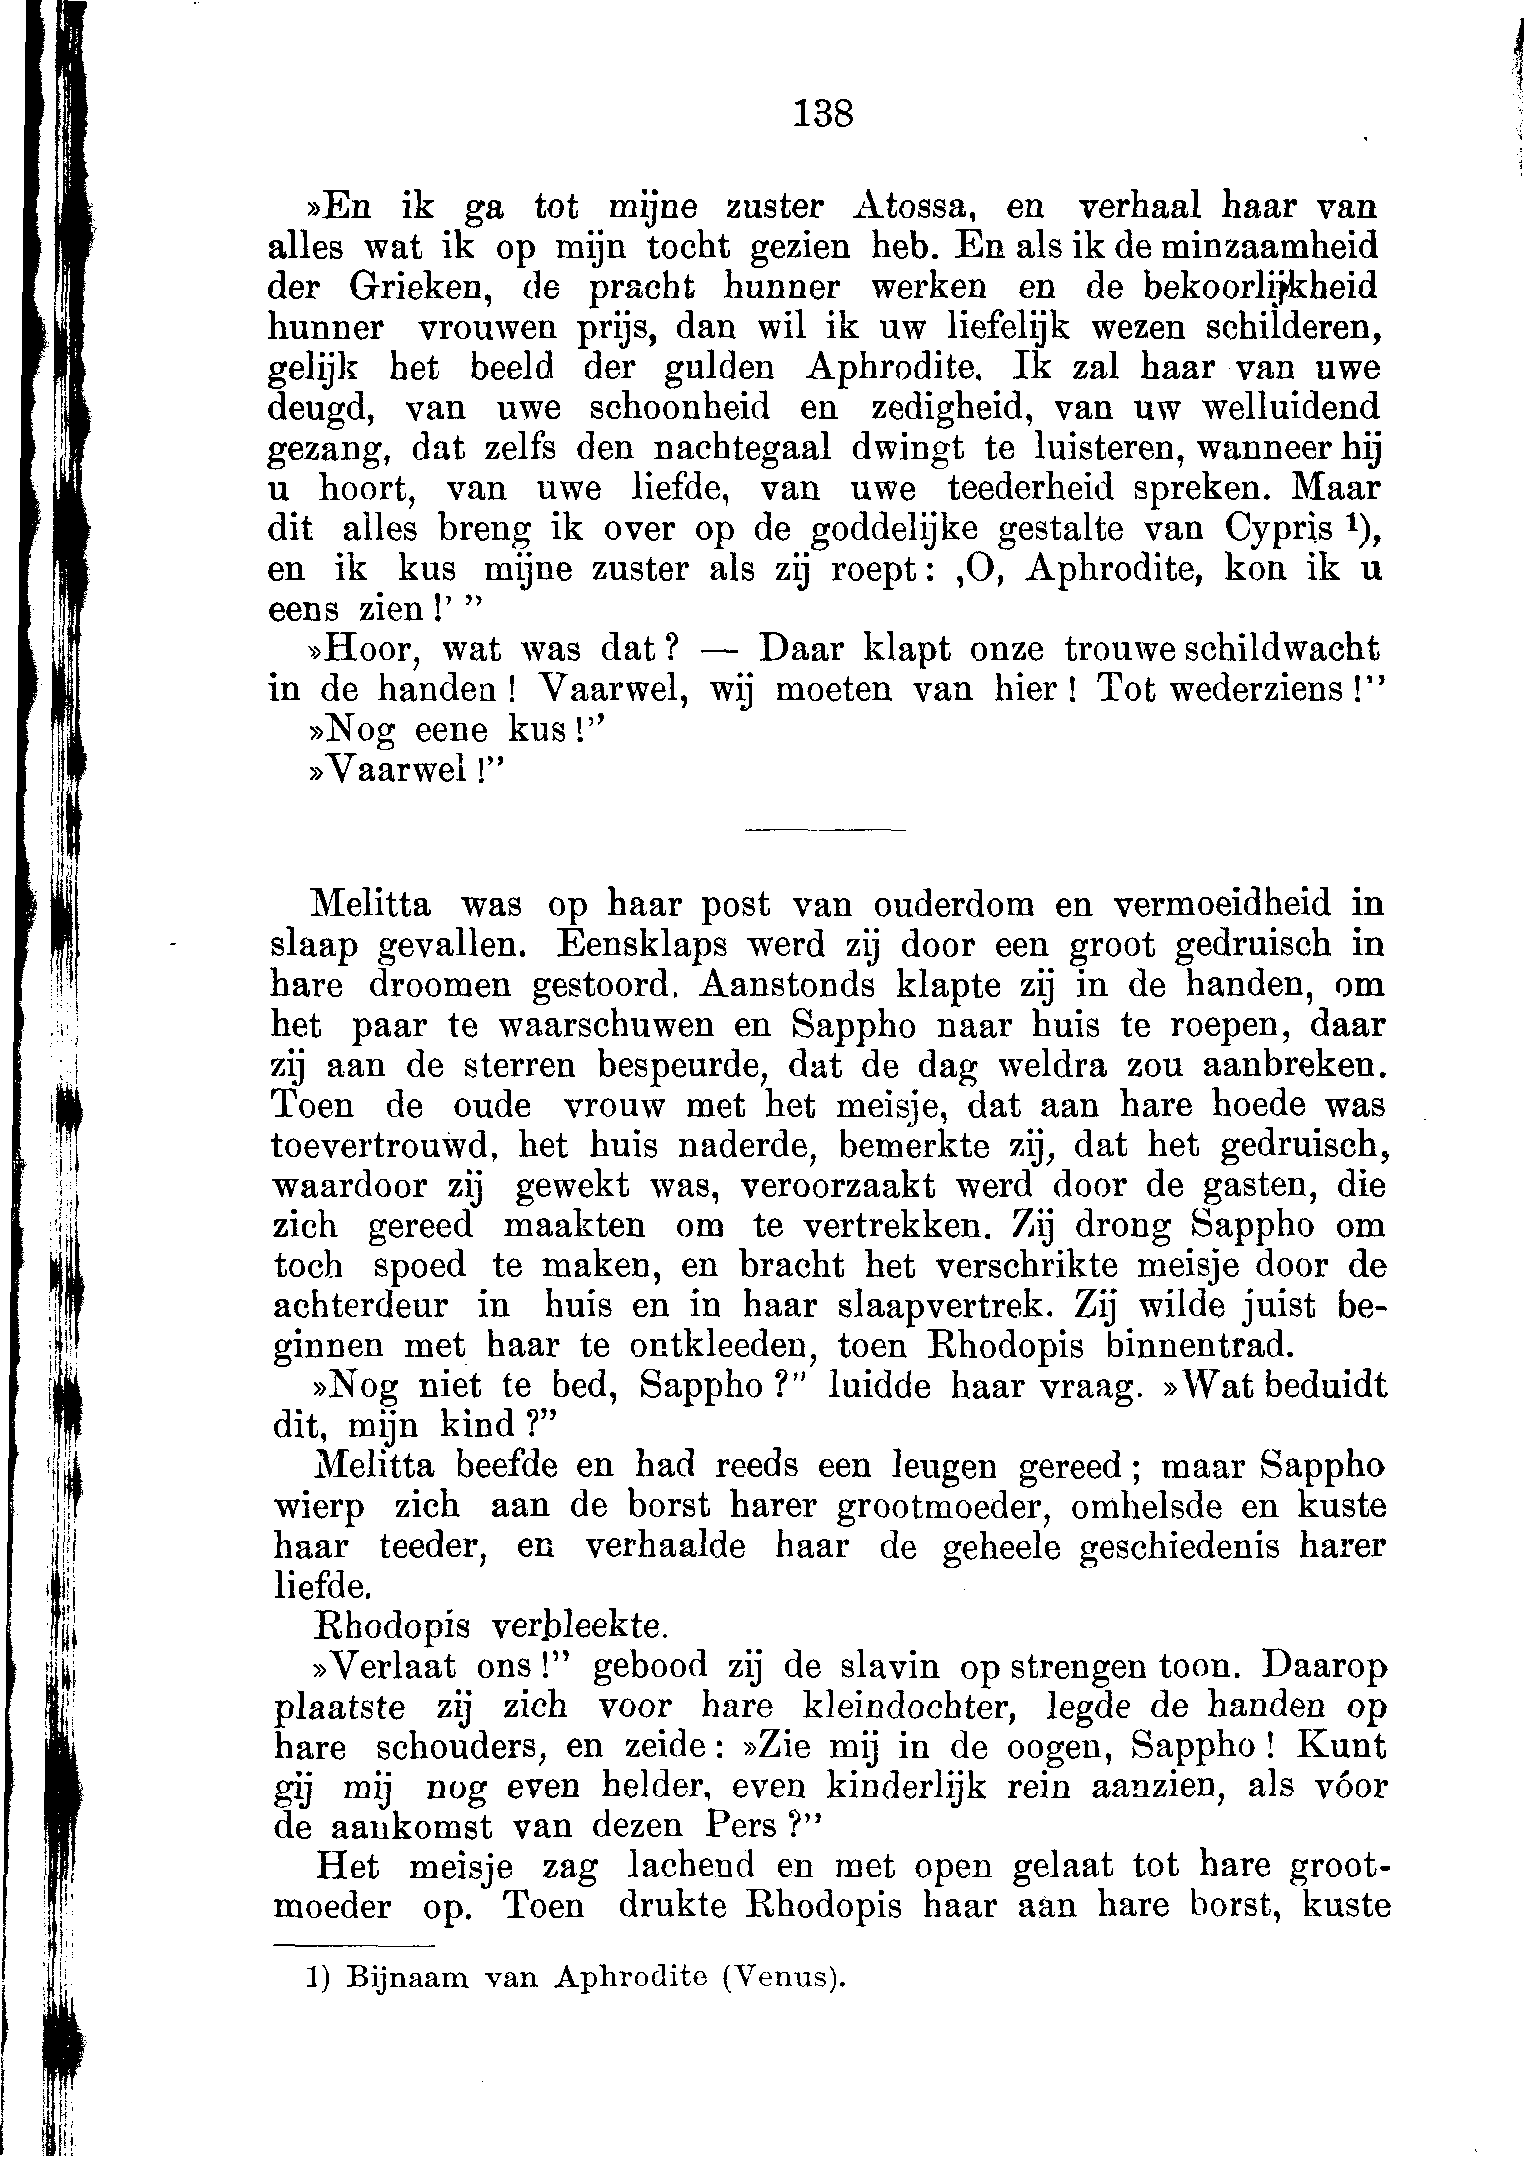 138
»En ik ga tot mijne zuster Atossa, en verhaal haar van
alles wat ik op mijn tocht gezien heb. En als ik de minzaamheid
der Grieken, de pracht hunner werken en de bekoorlijkheid
hunner vrouwen prijs, dan wil ik uw liefelijk wezen schilderen,
gelijk het beeld der gulden Aphrodite. Ik zal haar van uwe
deugd, van uwe schoonheid en zedigheid, van uw welluidend
gezang, dat zelfs den nachtegaal dwingt te luisteren, wanneer hij
u hoort, van uwe liefde, van uwe teederheid spreken. Maar
dit alles breng ik over op de goddelijke gestalte van Cypris ¹),
en ik kus mijne zuster als zij roept: ‚O, Aphrodite, kon ik u
eens zien!’ ”
»Hoor, wat was dat? — Daar klapt onze trouwe schildwacht
in de handen! Vaarwel, wij moeten van hier! Tot wederziens!”
»Nog eene kus!”
»Vaarwel!”
Melitta was op haar post van ouderdom en vermoeidheid in
slaap gevallen. Eensklaps werd zij door een groot gedruisch in
hare droomen gestoord. Aanstonds klapte zij in de handen, om
het paar te waarschuwen en Sappho naar huis te roepen, daar
zij aan de sterren bespeurde, dat de dag weldra zou aanbreken.
Toen de oude vrouw met het meisje, dat aan hare hoede was
toevertrouwd, het huis naderde, bemerkte zij, dat het gedruisch,
waardoor zij gewekt was, veroorzaakt werd door de gasten, die
zich gereed maakten om te vertrekken. Zij drong Sappho om
toch spoed te maken, en bracht het verschrikte meisje door de
achterdeur in huis en in haar slaapvertrek. Zij wilde juist be-
ginnen met haar te ontkleeden, toen Rhodopis binnentrad.
»Nog niet te bed, Sappho?” luidde haar vraag. »Wat beduidt
dit, mijn kind?”
Melitta beefde en had reeds een leugen gereed; maar Sappho
wierp zich aan de borst harer grootmoeder, omhelsde en kuste
haar teeder, en verhaalde haar de geheele geschiedenis harer
liefde.
Rhodopis verbleekte.
»Verlaat ons!” gebood zij de slavin op strengen toon. Daarop
plaatste zij zich voor hare kleindochter, legde de handen op
hare schouders, en zeide: »Zie mij in de oogen, Sappho! Kunt
gij mij nog even helder, even kinderlijk rein aanzien, als vóor
de aankomst van dezen Pers?”
Het meisje zag lachend en met open gelaat tot hare groot-
moeder op. Toen drukte Rhodopis haar aan hare borst, kuste
1) Bijnaam van Aphrodite (Venus).